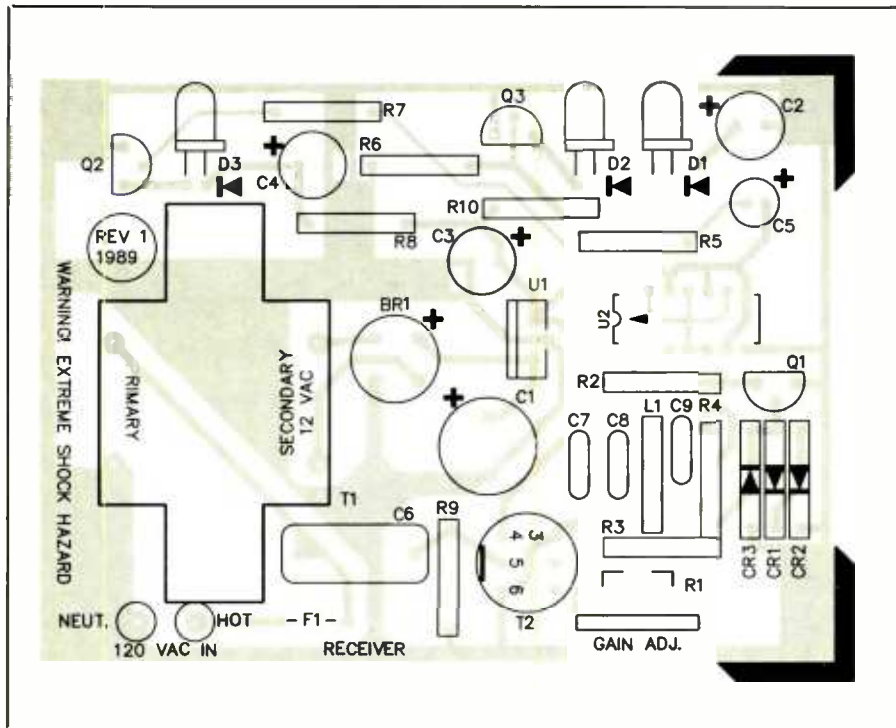 R7
Q3
C2
Q2
D3
C4
R6
D2
D1
R10
C5
REV 1
1989
R8
C3
R5
U1
U2
BR1
WARNING! EXTREME SHOCK HAZARD
RIMARY
SECONDARY
12 VAC
R2
Q1
C1
C7
C8
L1
C9
R4
T1
C6
R9
3
4
5
6
R3
CR3
CR1
CR2
R1
NEUT.
HOT
-F1-
T2
120 VAC IN
RECEIVER
GAIN ADJ.